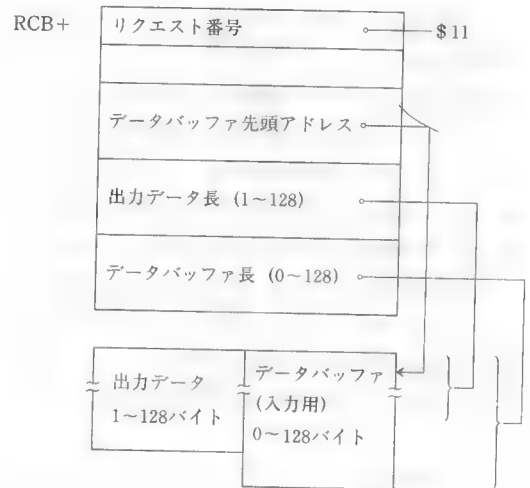 RCB+
リクエスト番号
$11
データバッファ先頭アドレス
出力データ長 (1~128)
データバッファ長 (0~128)
出力データ
1~128バイト
データバッファ
(入力用)
0~128バイト